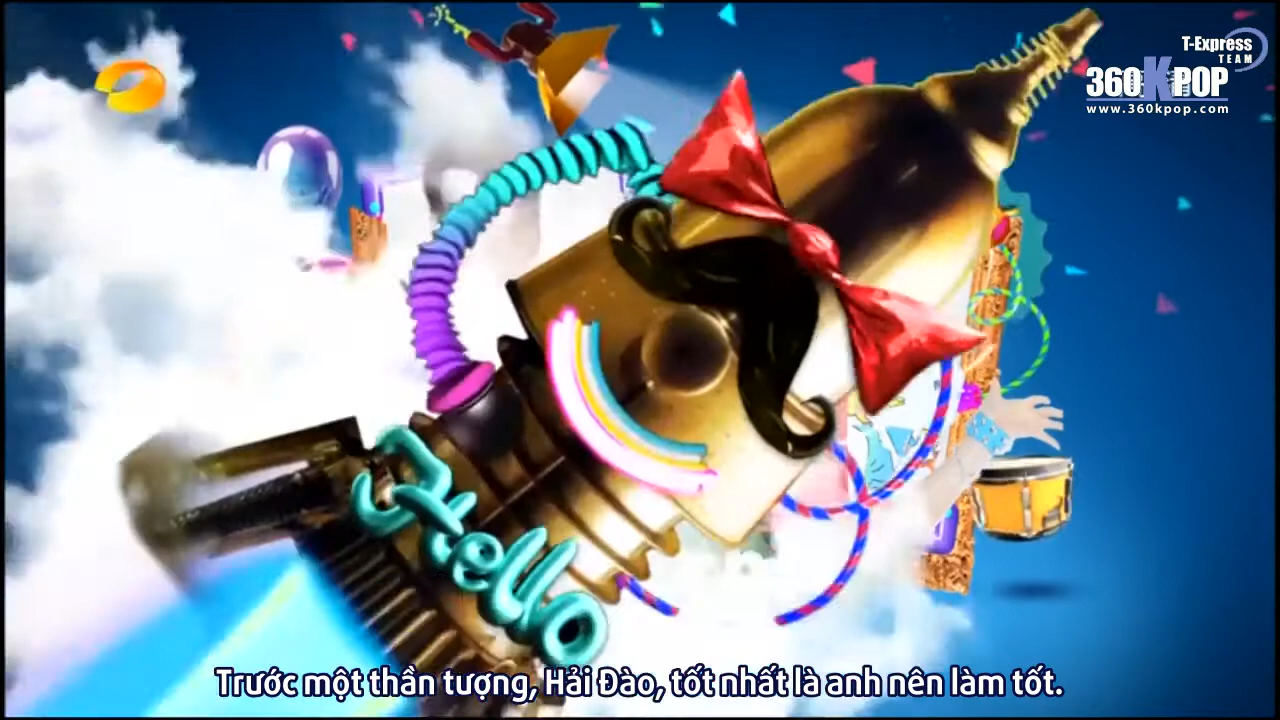 T-Express
TEAM
360KPOP
www.360kpop.com
Hello
Trước một thần tượng, Hải Đào, tốt nhất là anh nên làm tốt.